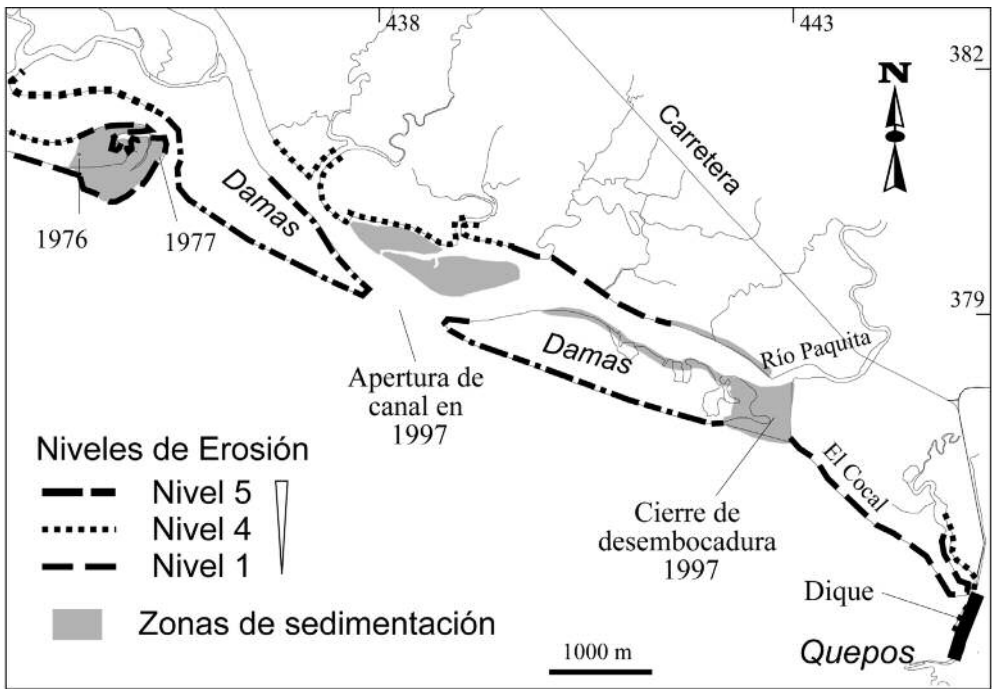 438
443
382
N
Carretera
Damas
1976
1977
379
Damas
Río Paquita
Apertura de
canal en
1997
El Cocal
Niveles de Erosión
Nivel 5
Nivel 4
Nivel 1
Cierre de
desembocadura
1997
Dique
Zonas de sedimentación
1000 m
Quepos